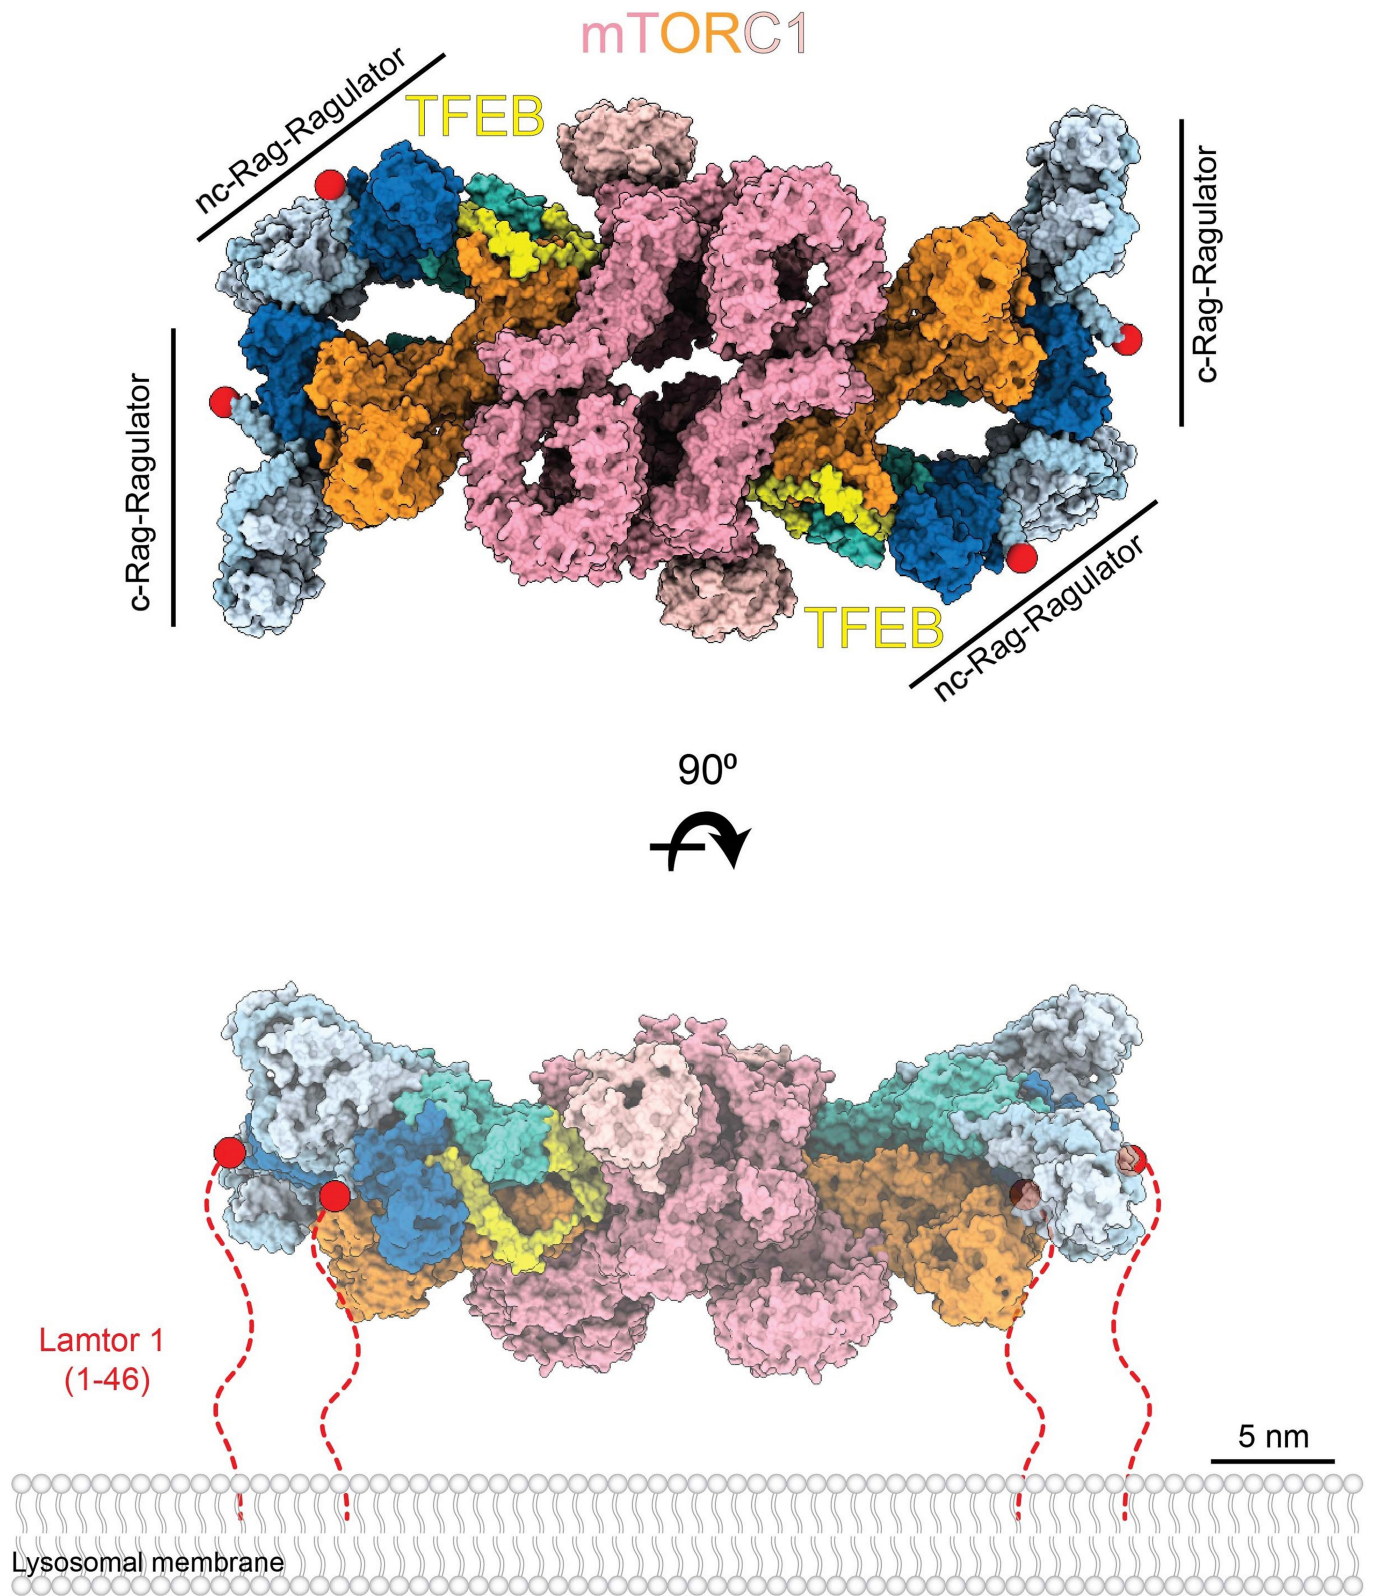 mTORC1
nc-Rag-Ragulator
TFEB
c-Rag-Ragulator
c-Rag-Ragulator
TFEB
nc-Rag-Ragulator
90º
Lamtor 1
(1-46)
5 nm
Lysosomal membrane